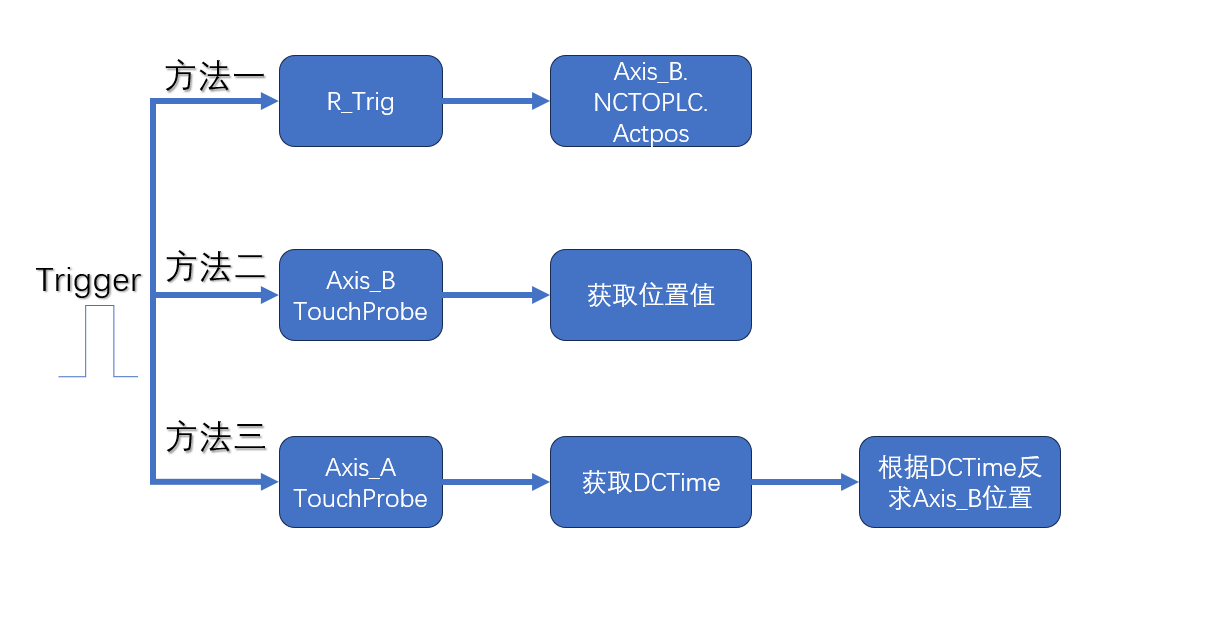 方法一
R_Trig
Axis_B.
NCTOPLC.
Actpos
Trigger
方法二
Axis_B
TouchProbe
获取位置值
方法三
Axis_A
TouchProbe
获取DCTime
根据DCTime反
求Axis_B位置